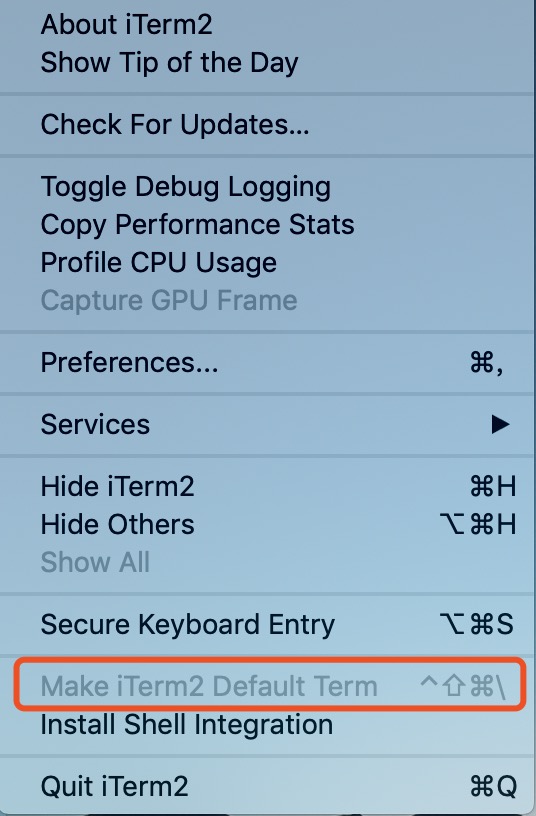 About iTerm2
Show Tip of the Day
Check For Updates...
Toggle Debug Logging
Copy Performance Stats
Profile CPU Usage
Capture GPU Frame
Preferences... ⌘,
Services ▶
Hide iTerm2 ⌘H
Hide Others ⌥⌘H
Show All
Secure Keyboard Entry ⌥⌘S
Make iTerm2 Default Term ^⇧⌘\
Install Shell Integration
Quit iTerm2 ⌘Q